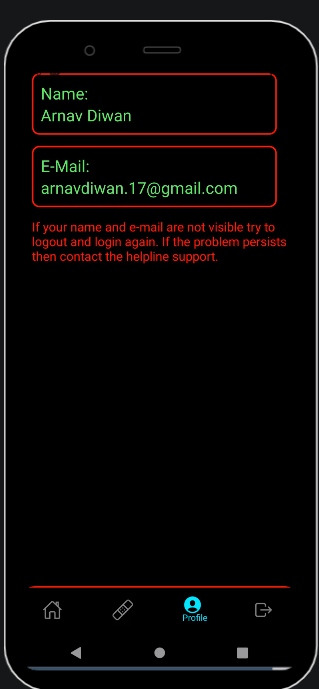 Name:
Arnav Diwan
E-Mail:
arnavdiwan.17@gmail.com
If your name and e-mail are not visible try to
logout and login again. If the problem persists
then contact the helpline support.
Profile